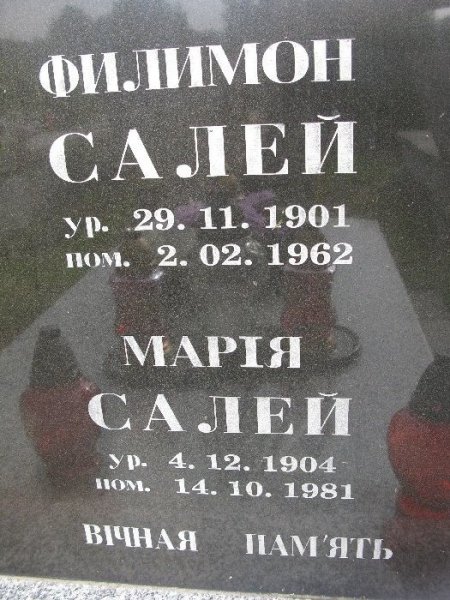 ФИЛИМОН
САЛЕЙ
ур. 29. 11. 1901
пом. 2. 02. 1962
МАРІЯ
САЛЕЙ
ур. 4. 12. 1904
пом. 14. 10. 1981
ВІЧНАЯ ПАМ'ЯТЬ